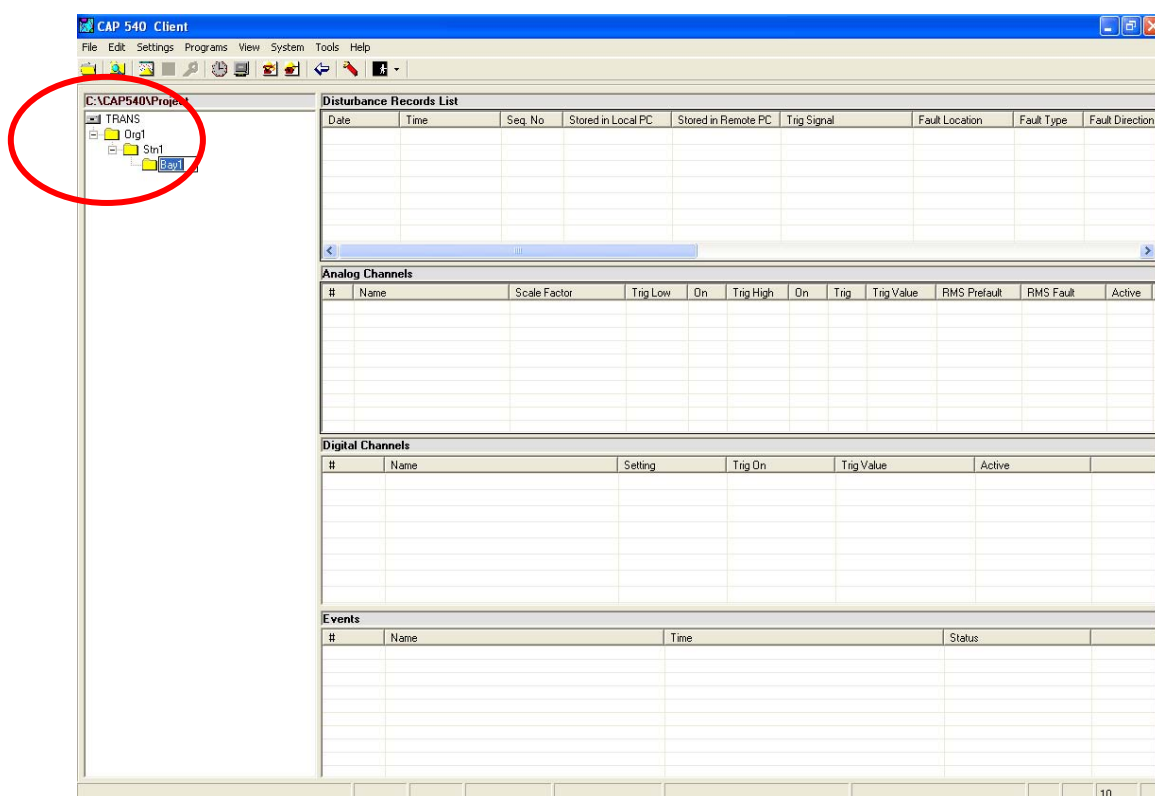 CAP 540 Client
File Edit Settings Programs View System Tools Help
C:\CAP540\Project
TRANS
Org1
Stn1
Bay1
Disturbance Records List
Date Time Seq. No Stored in Local PC Stored in Remote PC Trig Signal Fault Location Fault Type Fault Direction
Analog Channels
# Name Scale Factor Trig Low On Trig High On Trig Trig Value RMS Prefault RMS Fault Active
Digital Channels
# Name Setting Trig On Trig Value Active
Events
# Name Time Status
10